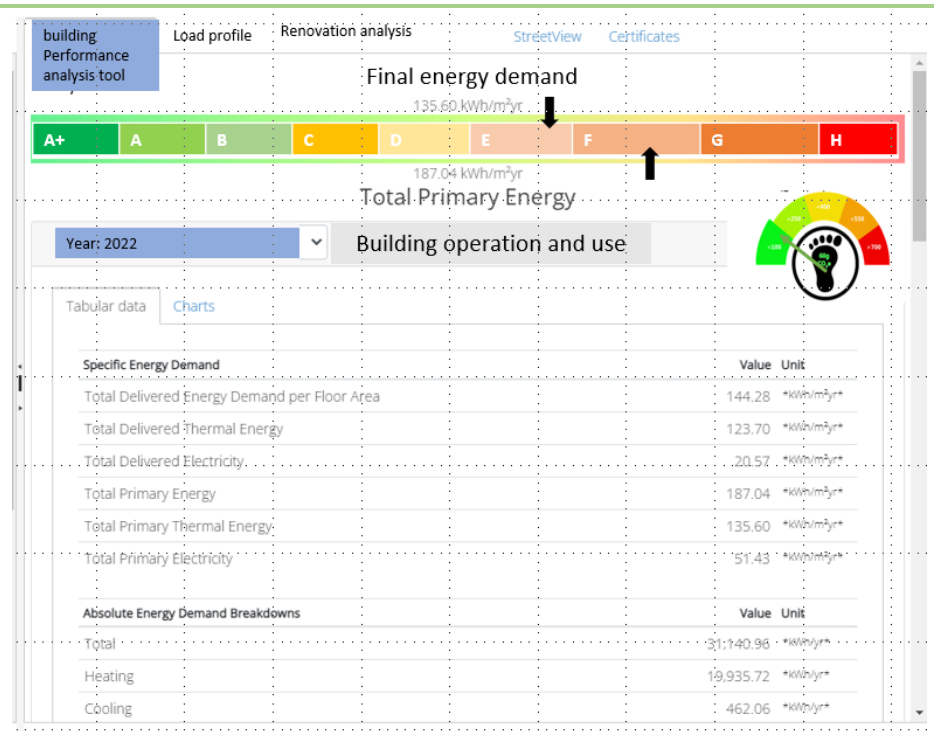 building
Performance
analysis tool
Load profile
Renovation analysis
StreetView
Certificates
Final energy demand
135.60 kWh/m²yr
A+ A B C D E F G H
187.04 kWh/m²yr
Total Primary Energy
Year: 2022
Building operation and use
<100 <250 <400 <550 >700
Tabular data
Charts
Specific Energy Demand Value Unit
Total Delivered Energy Demand per Floor Area 144.28 *kWh/m²yr*
Total Delivered Thermal Energy 123.70 *kWh/m²yr*
Total Delivered Electricity 20.57 *kWh/m²yr*
Total Primary Energy 187.04 *kWh/m²yr*
Total Primary Thermal Energy 135.60 *kWh/m²yr*
Total Primary Electricity 51.43 *kWh/m²yr*
Absolute Energy Demand Breakdowns Value Unit
Total 31,140.96 *kWh/yr*
Heating 19,935.72 *kWh/yr*
Cooling 462.06 *kWh/yr*